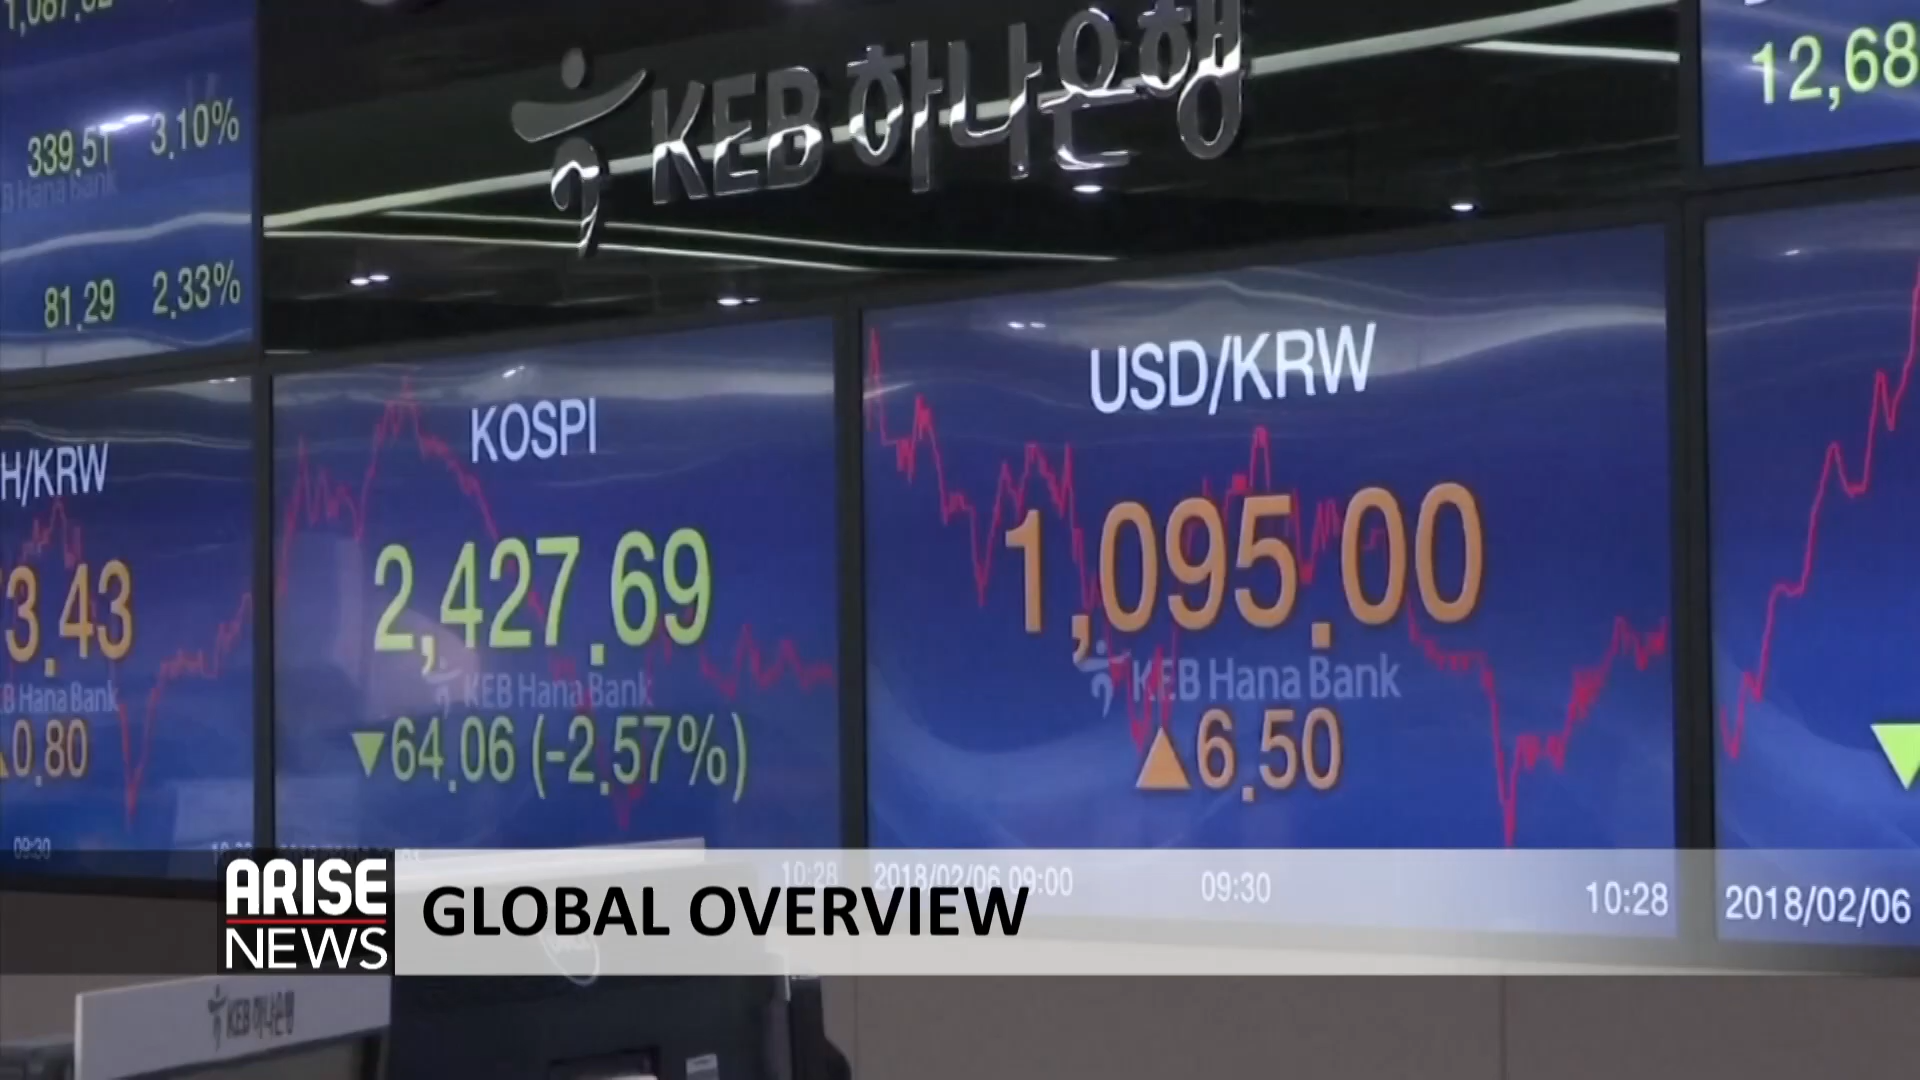 KEB 하나은행
12,68
339.51 3.10%
B Hana Bank
81.29 2.33%
H/KRW
3.43
B Hana Bank
0.80
09:30
KOSPI
2,427.69
KEB Hana Bank
▼64.06 (-2.57%)
10:28
USD/KRW
1,095.00
KEB Hana Bank
▲6.50
2018/02/06 09:00 09:30 10:28
2018/02/06
ARISE
NEWS
GLOBAL OVERVIEW
KEB 하나은행